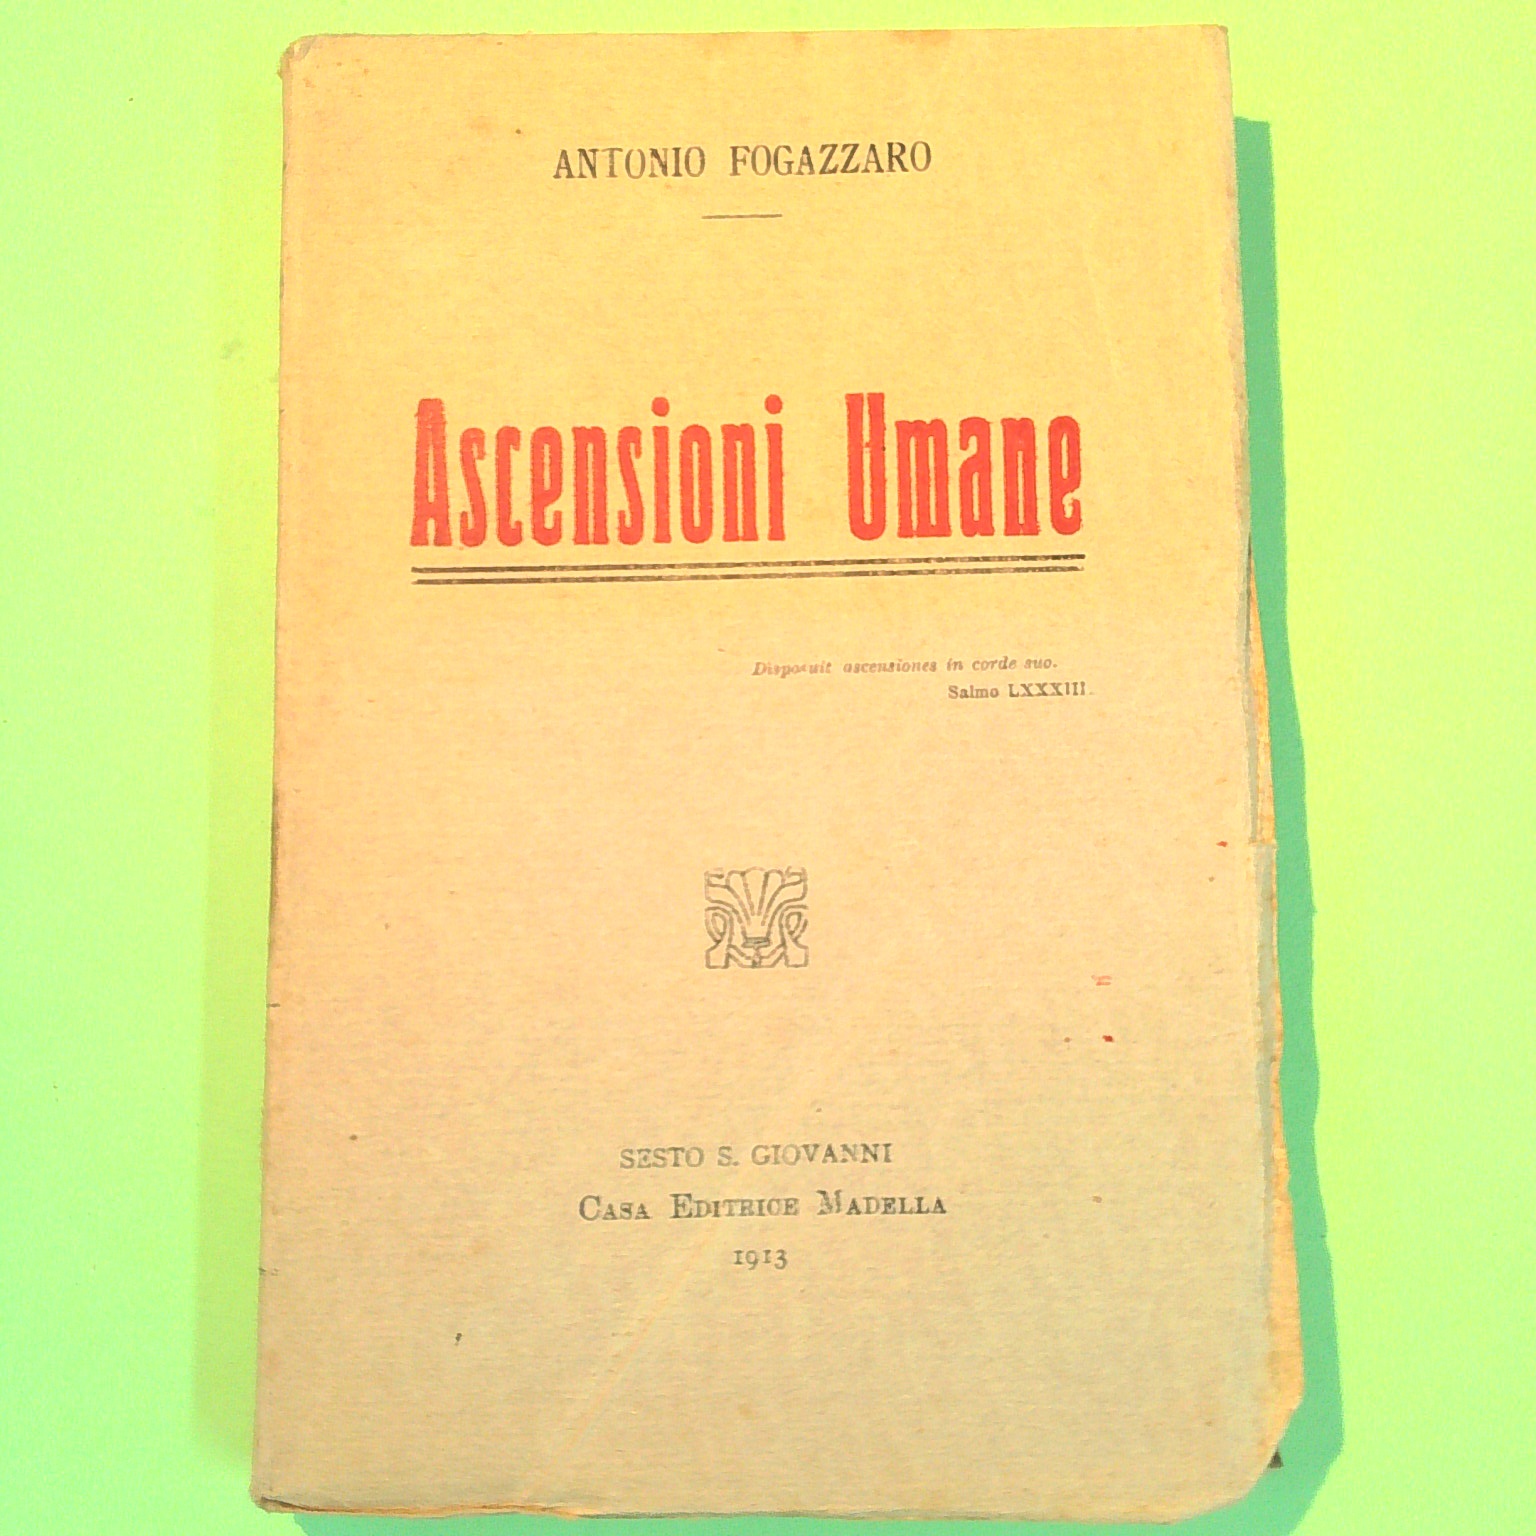 ANTONIO FOGAZZARO
Ascensioni Umane
Disposuit ascensiones in corde suo.
Salmo LXXXIII.
SESTO S. GIOVANNI
CASA EDITRICE MADELLA
1913